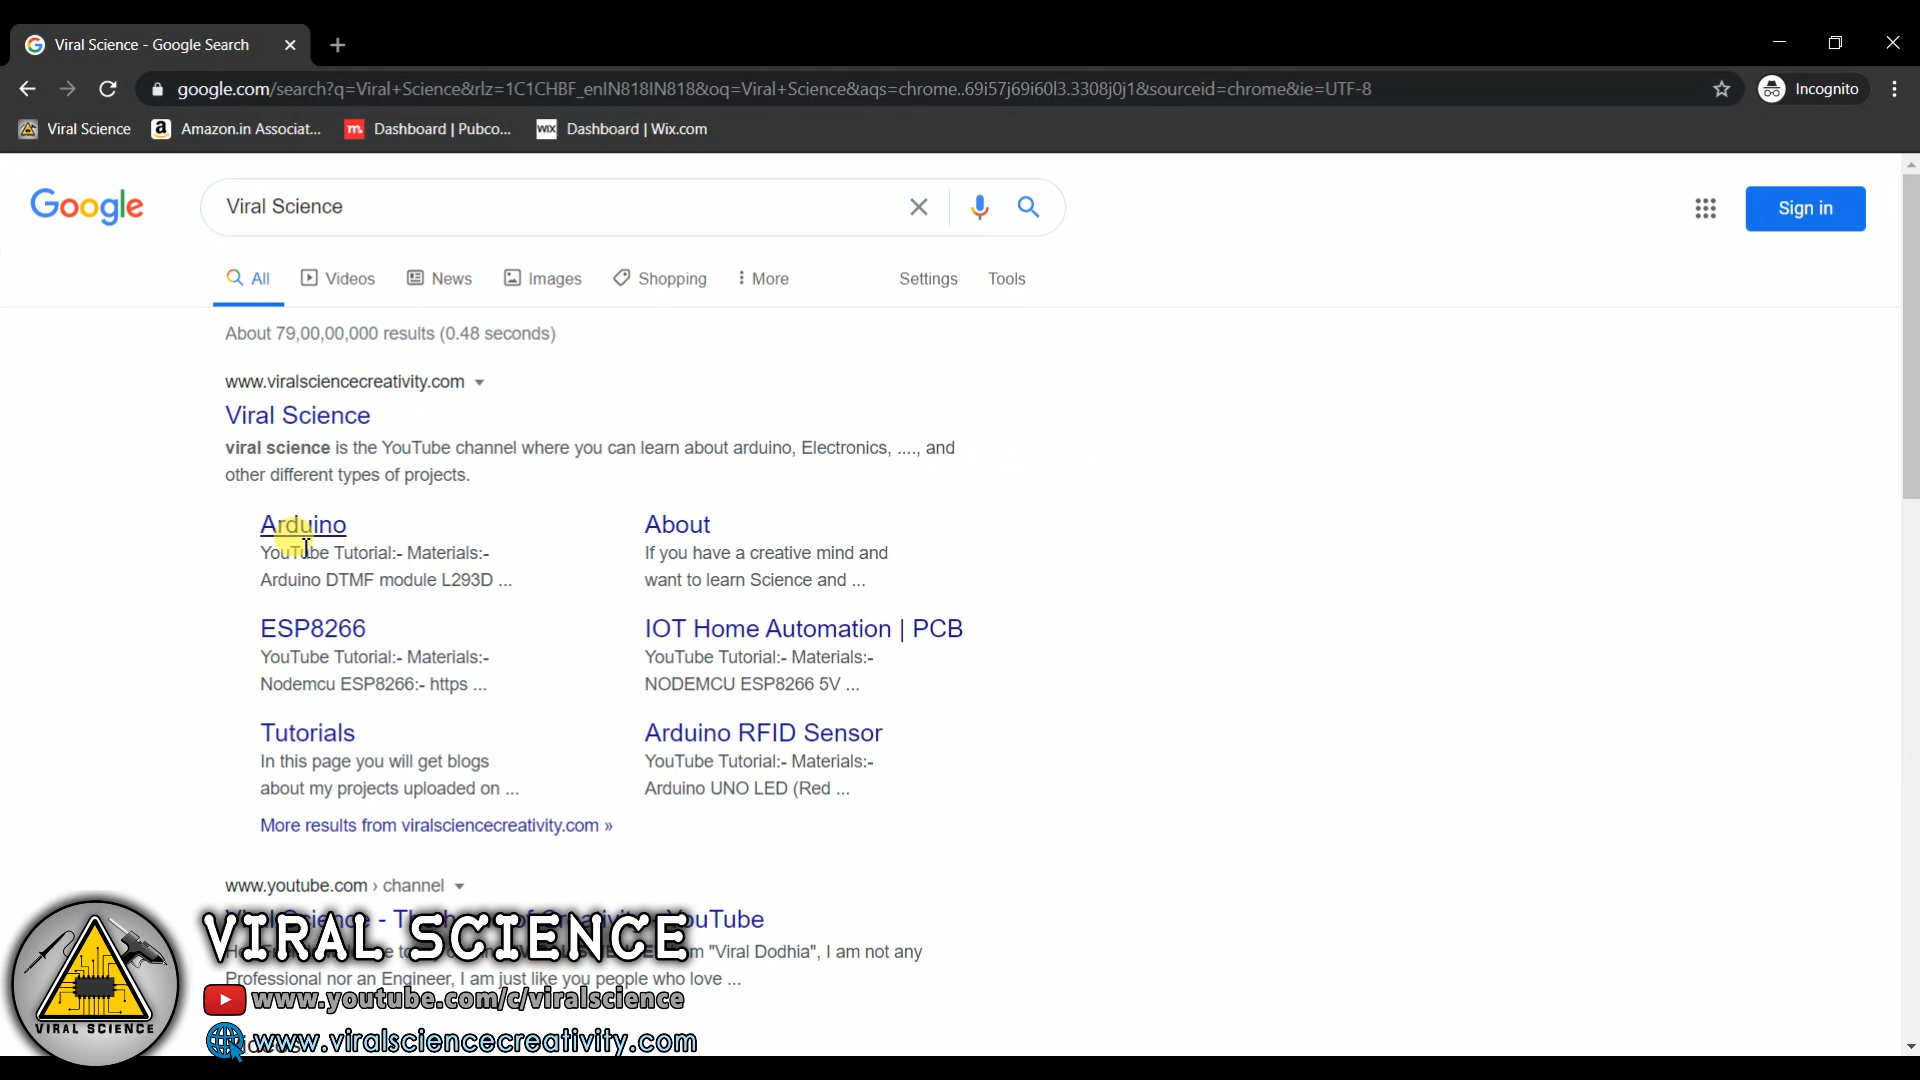 Viral Science - Google Search
google.com/search?q=Viral+Science&rlz=1C1CHBF_enIN818IN818&oq=Viral+Science&aqs=chrome..69i57j69i60l3.3308j0j1&sourceid=chrome&ie=UTF-8
Incognito
Viral Science
Amazon.in Associat...
Dashboard | Pubco...
Dashboard | Wix.com
Google
Viral Science
Sign in
All
Videos
News
Images
Shopping
More
Settings
Tools
About 79,00,00,000 results (0.48 seconds)
www.viralsciencecreativity.com
Viral Science
viral science is the YouTube channel where you can learn about arduino, Electronics, ...., and
other different types of projects.
Arduino
YouTube Tutorial:- Materials:-
Arduino DTMF module L293D ...
About
If you have a creative mind and
want to learn Science and ...
ESP8266
YouTube Tutorial:- Materials:-
Nodemcu ESP8266:- https ...
IOT Home Automation | PCB
YouTube Tutorial:- Materials:-
NODEMCU ESP8266 5V ...
Tutorials
In this page you will get blogs
about my projects uploaded on ...
Arduino RFID Sensor
YouTube Tutorial:- Materials:-
Arduino UNO LED (Red ...
More results from viralsciencecreativity.com »
www.youtube.com › channel
YouTube
"Viral Dodhia", I am not any
Professional nor an Engineer, I am just like you people who love ...
VIRAL SCIENCE
www.youtube.com/c/viralscience
www.viralsciencecreativity.com
VIRAL SCIENCE